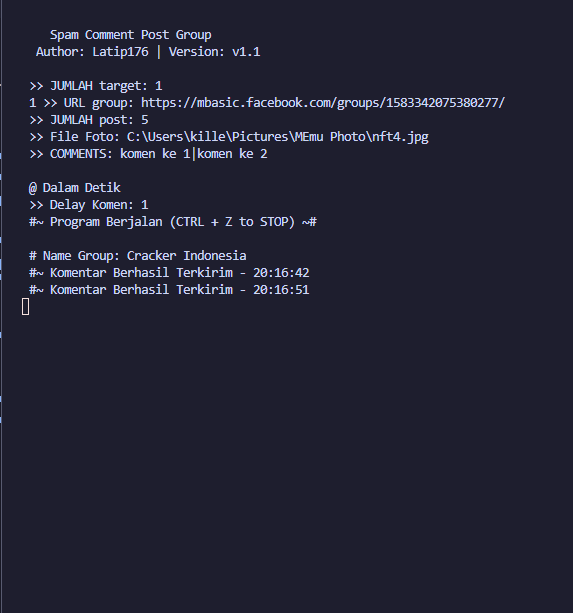 Spam Comment Post Group
Author: Latip176 | Version: v1.1
>> JUMLAH target: 1
1 >> URL group: https://mbasic.facebook.com/groups/1583342075380277/
>> JUMLAH post: 5
>> File Foto: C:\Users\kille\Pictures\MEmu Photo\nft4.jpg
>> COMMENTS: komen ke 1|komen ke 2
@ Dalam Detik
>> Delay Komen: 1
#~ Program Berjalan (CTRL + Z to STOP) ~#
# Name Group: Cracker Indonesia
#~ Komentar Berhasil Terkirim - 20:16:42
#~ Komentar Berhasil Terkirim - 20:16:51